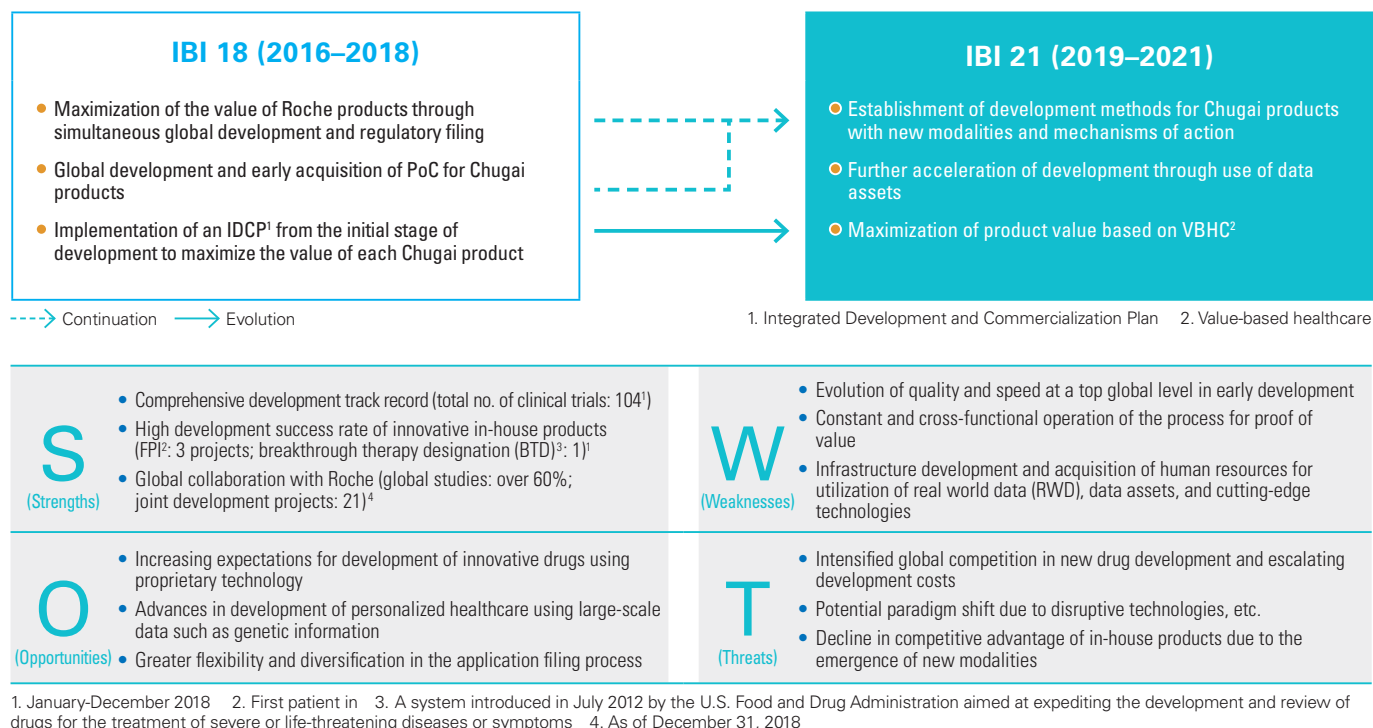 IBI 18 (2016–2018)
• Maximization of the value of Roche products through
simultaneous global development and regulatory filing
• Global development and early acquisition of PoC for Chugai
products
• Implementation of an IDCP¹ from the initial stage of
development to maximize the value of each Chugai product
IBI 21 (2019–2021)
• Establishment of development methods for Chugai products
with new modalities and mechanisms of action
• Further acceleration of development through use of data
assets
• Maximization of product value based on VBHC²
Continuation Evolution
1. Integrated Development and Commercialization Plan 2. Value-based healthcare
S
(Strengths)
• Comprehensive development track record (total no. of clinical trials: 104¹)
• High development success rate of innovative in-house products
(FPI²: 3 projects; breakthrough therapy designation (BTD)³: 1)¹
• Global collaboration with Roche (global studies: over 60%;
joint development projects: 21)⁴
W
(Weaknesses)
• Evolution of quality and speed at a top global level in early development
• Constant and cross-functional operation of the process for proof of
value
• Infrastructure development and acquisition of human resources for
utilization of real world data (RWD), data assets, and cutting-edge
technologies
O
(Opportunities)
• Increasing expectations for development of innovative drugs using
proprietary technology
• Advances in development of personalized healthcare using large-scale
data such as genetic information
• Greater flexibility and diversification in the application filing process
T
(Threats)
• Intensified global competition in new drug development and escalating
development costs
• Potential paradigm shift due to disruptive technologies, etc.
• Decline in competitive advantage of in-house products due to the
emergence of new modalities
1. January-December 2018 2. First patient in 3. A system introduced in July 2012 by the U.S. Food and Drug Administration aimed at expediting the development and review of
drugs for the treatment of severe or life-threatening diseases or symptoms 4. As of December 31, 2018